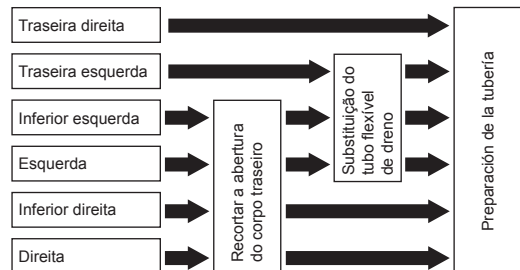 Traseira direita
Traseira esquerda
Inferior esquerda
Esquerda
Inferior direita
Direita
Recortar a abertura
do corpo traseiro
Substituição do
tubo flexível
de dreno
Preparación de la tubería